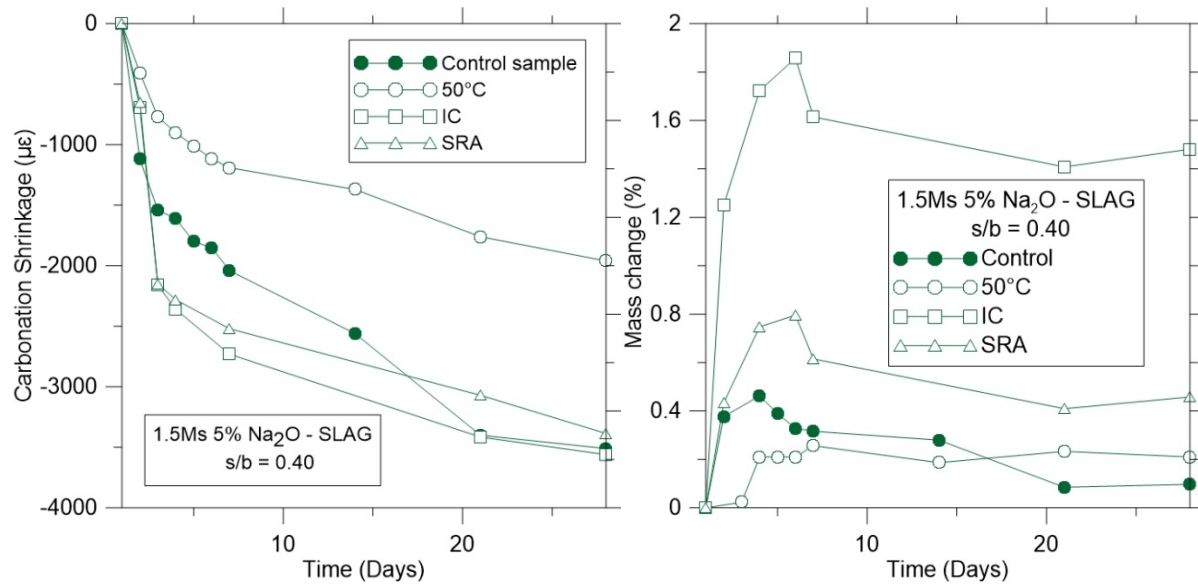 0
-1000
-2000
-3000
-4000
Carbonation Shrinkage (µε)
Control sample
50°C
IC
SRA
1.5Ms 5% Na₂O - SLAG
s/b = 0.40
10
20
Time (Days)
2
1.6
1.2
0.8
0.4
0
Mass change (%)
1.5Ms 5% Na₂O - SLAG
s/b = 0.40
Control
50°C
IC
SRA
10
20
Time (Days)